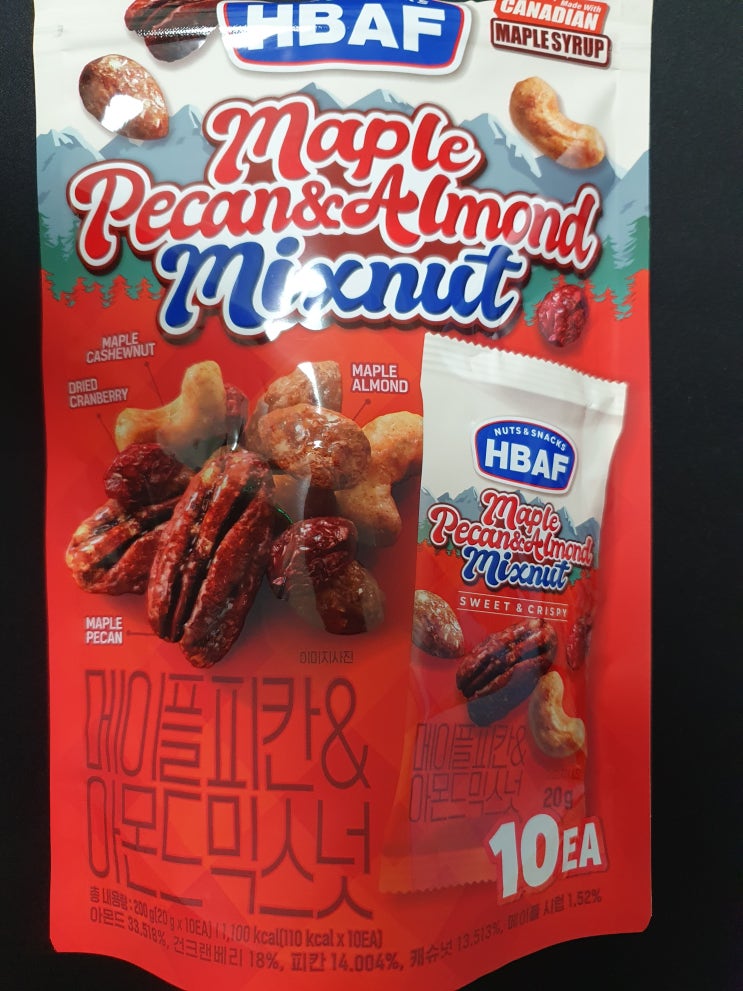 HBAF
Made With
CANADIAN
MAPLE SYRUP
Maple
Pecan&Almond
Mixnut
MAPLE
CASHEWNUT
DRIED
CRANBERRY
MAPLE
ALMOND
MAPLE
PECAN
이미지사진
메이플피칸&
아몬드믹스넛
NUTS & SNACKS
HBAF
Maple
Pecan&Almond
Mixnut
SWEET & CRISPY
메이플피칸&
아몬드믹스넛
20g
10EA
총 내용량 : 200 g(20 g x 10EA) | 1,100 kcal(110 kcal x 10EA)
아몬드 33.518%, 건크랜베리 18%, 피칸 14.004%, 캐슈넛 13.513%, 메이플 시럽 1.52%